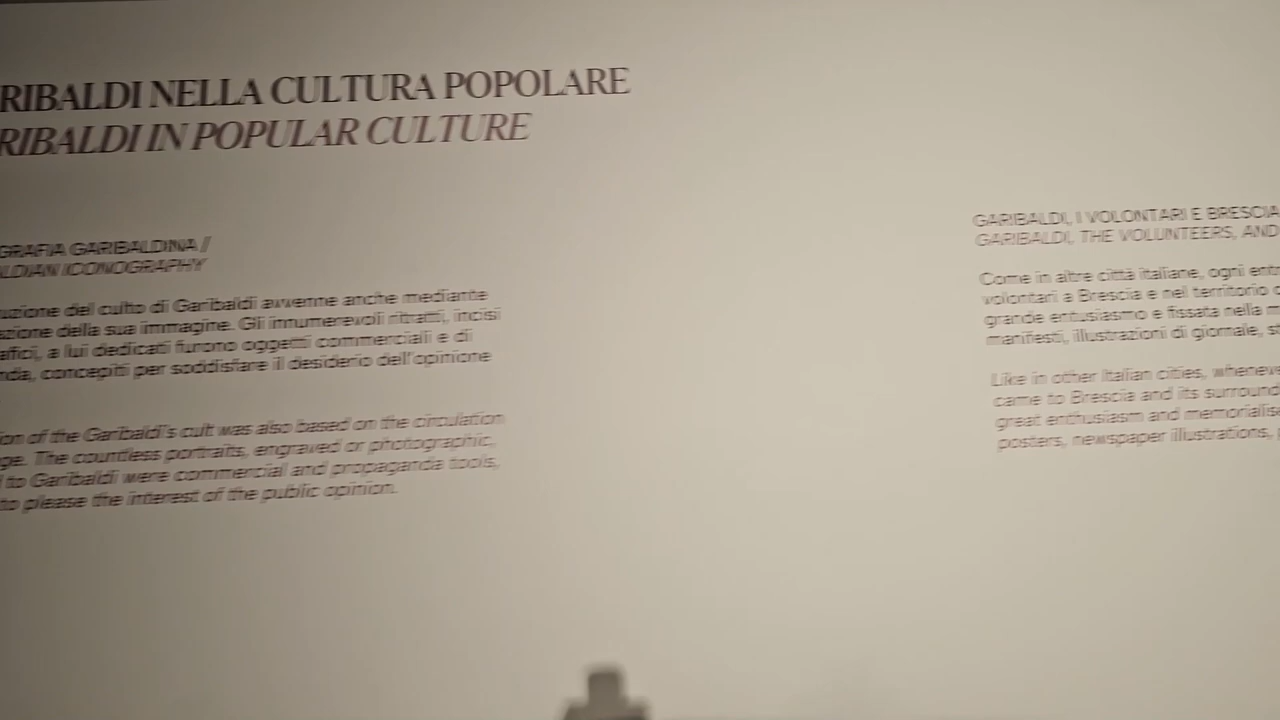 RIBALDI NELLA CULTURA POPOLARE
RIBALDI IN POPULAR CULTURE
GRAFIA GARIBALDINA /
LDIAN ICONOGRAPHY
uzione del culto di Garibaldi avvenne anche mediante
azione della sua immagine. Gli innumerevoli ritratti, incisi
afici, a lui dedicati furono oggetti commerciali e di
nda, concepiti per soddisfare il desiderio dell'opinione
ion of the Garibaldi's cult was also based on the circulation
ge. The countless portraits, engraved or photographic,
to Garibaldi were commercial and propaganda tools,
to please the interest of the public opinion.
GARIBALDI, I VOLONTARI E BRESCIA
GARIBALDI, THE VOLUNTEERS, AND
Come in altre città italiane, ogni entr
volontari a Brescia e nel territorio
grande entusiasmo e fissata nella m
manifesti, illustrazioni di giornale, s
Like in other Italian cities, wheneve
came to Brescia and its surround
great enthusiasm and memorialise
posters, newspaper illustrations,